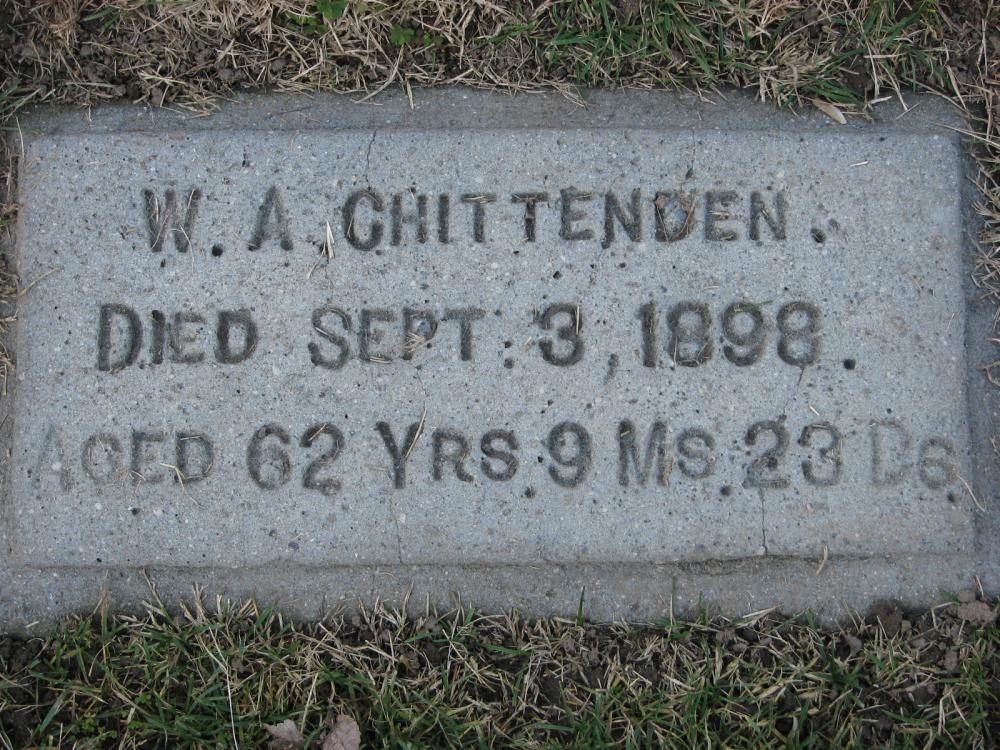 W. A. CHITTENDEN.
DIED SEPT. 3, 1898.
AGED 62 YRS. 9 MS. 23 DS.